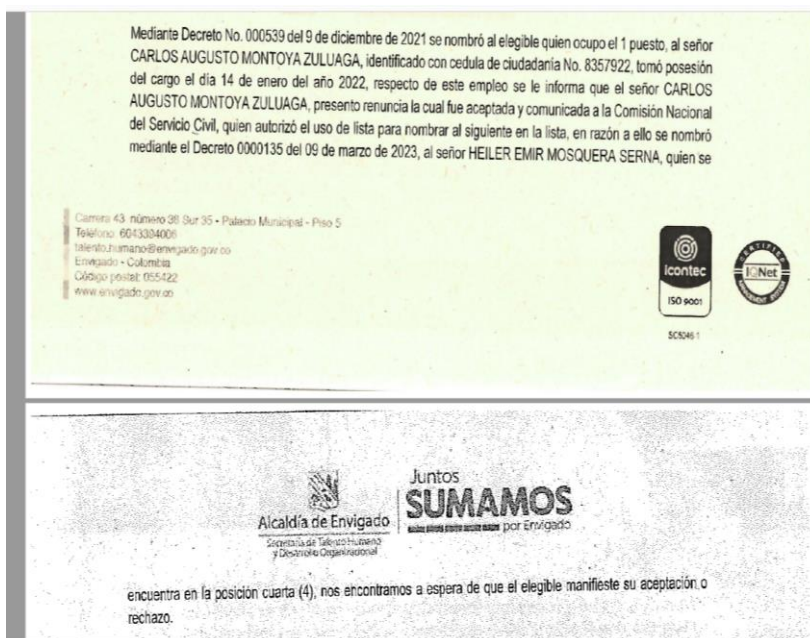 Mediante Decreto No. 000539 del 9 de diciembre de 2021 se nombró al elegible quien ocupo el 1 puesto, al señor
CARLOS AUGUSTO MONTOYA ZULUAGA, identificado con cedula de ciudadanía No. 8357922, tomó posesión
del cargo el día 14 de enero del año 2022, respecto de este empleo se le informa que el señor CARLOS
AUGUSTO MONTOYA ZULUAGA, presento renuncia la cual fue aceptada y comunicada a la Comisión Nacional
del Servicio Civil, quien autorizó el uso de lista para nombrar al siguiente en la lista, en razón a ello se nombró
mediante el Decreto 0000135 del 09 de marzo de 2023, al señor HEILER EMIR MOSQUERA SERNA, quien se
Carrera 43 número 38 Sur 35 - Palacio Municipal - Piso 5
Teléfono: 6043394008
talento.humano@envigado.gov.co
Envigado - Colombia
Código postal: 055422
www.envigado.gov.co
icontec
ISO 9001
SC5046-1
CERTIFIED
IQNet
MANAGEMENT SYSTEM
Alcaldía de Envigado
Secretaría de Talento Humano
y Desarrollo Organizacional
Juntos
SUMAMOS
por Envigado
encuentra en la posición cuarta (4), nos encontramos a espera de que el elegible manifieste su aceptación o
rechazo.